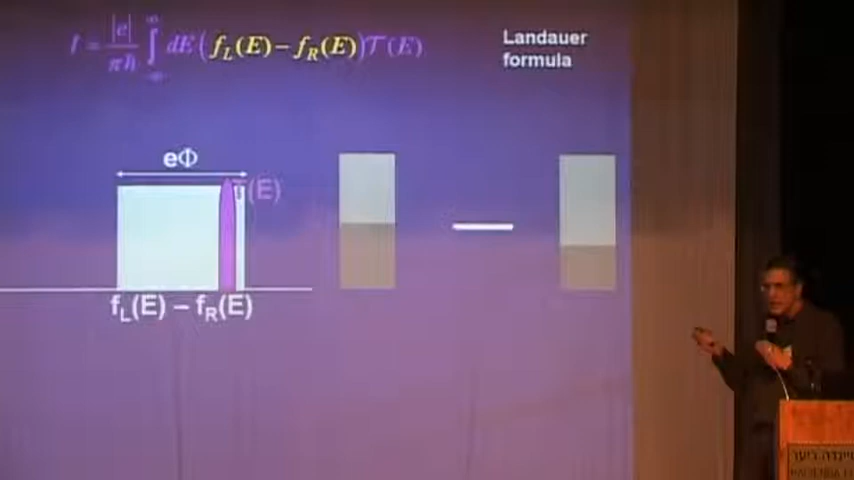 I = |e|/πħ ∫ dE(f_L(E) – f_R(E))T(E)
Landauer
formula
eΦ
T(E)
f_L(E) – f_R(E)